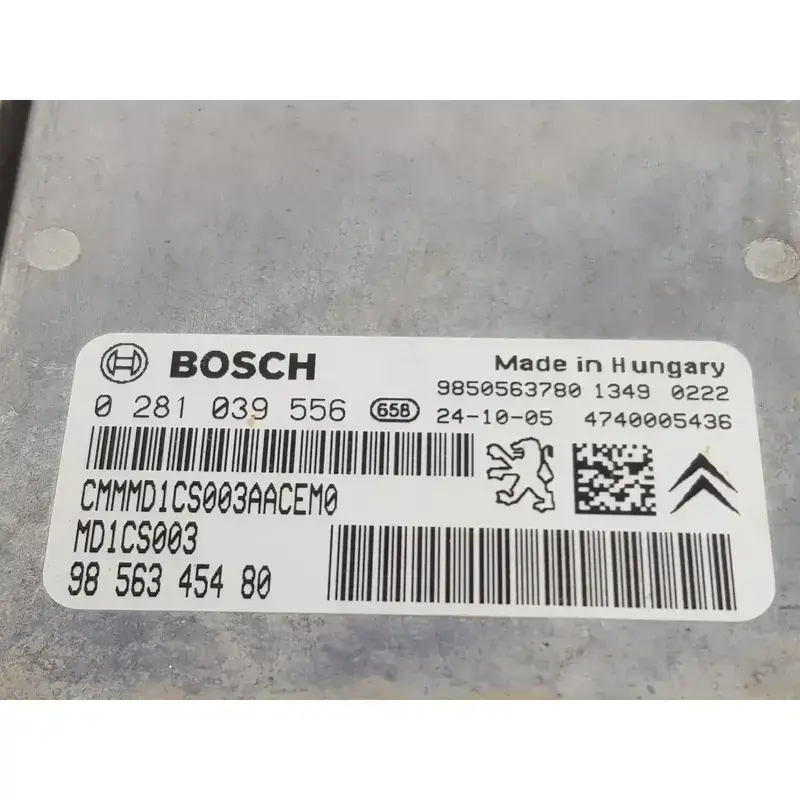 BOSCH
Made in Hungary
9850563780 1349 0222
0 281 039 556 658 24-10-05 4740005436
CMMMD1CS003AACEM0
MD1CS003
98 563 454 80